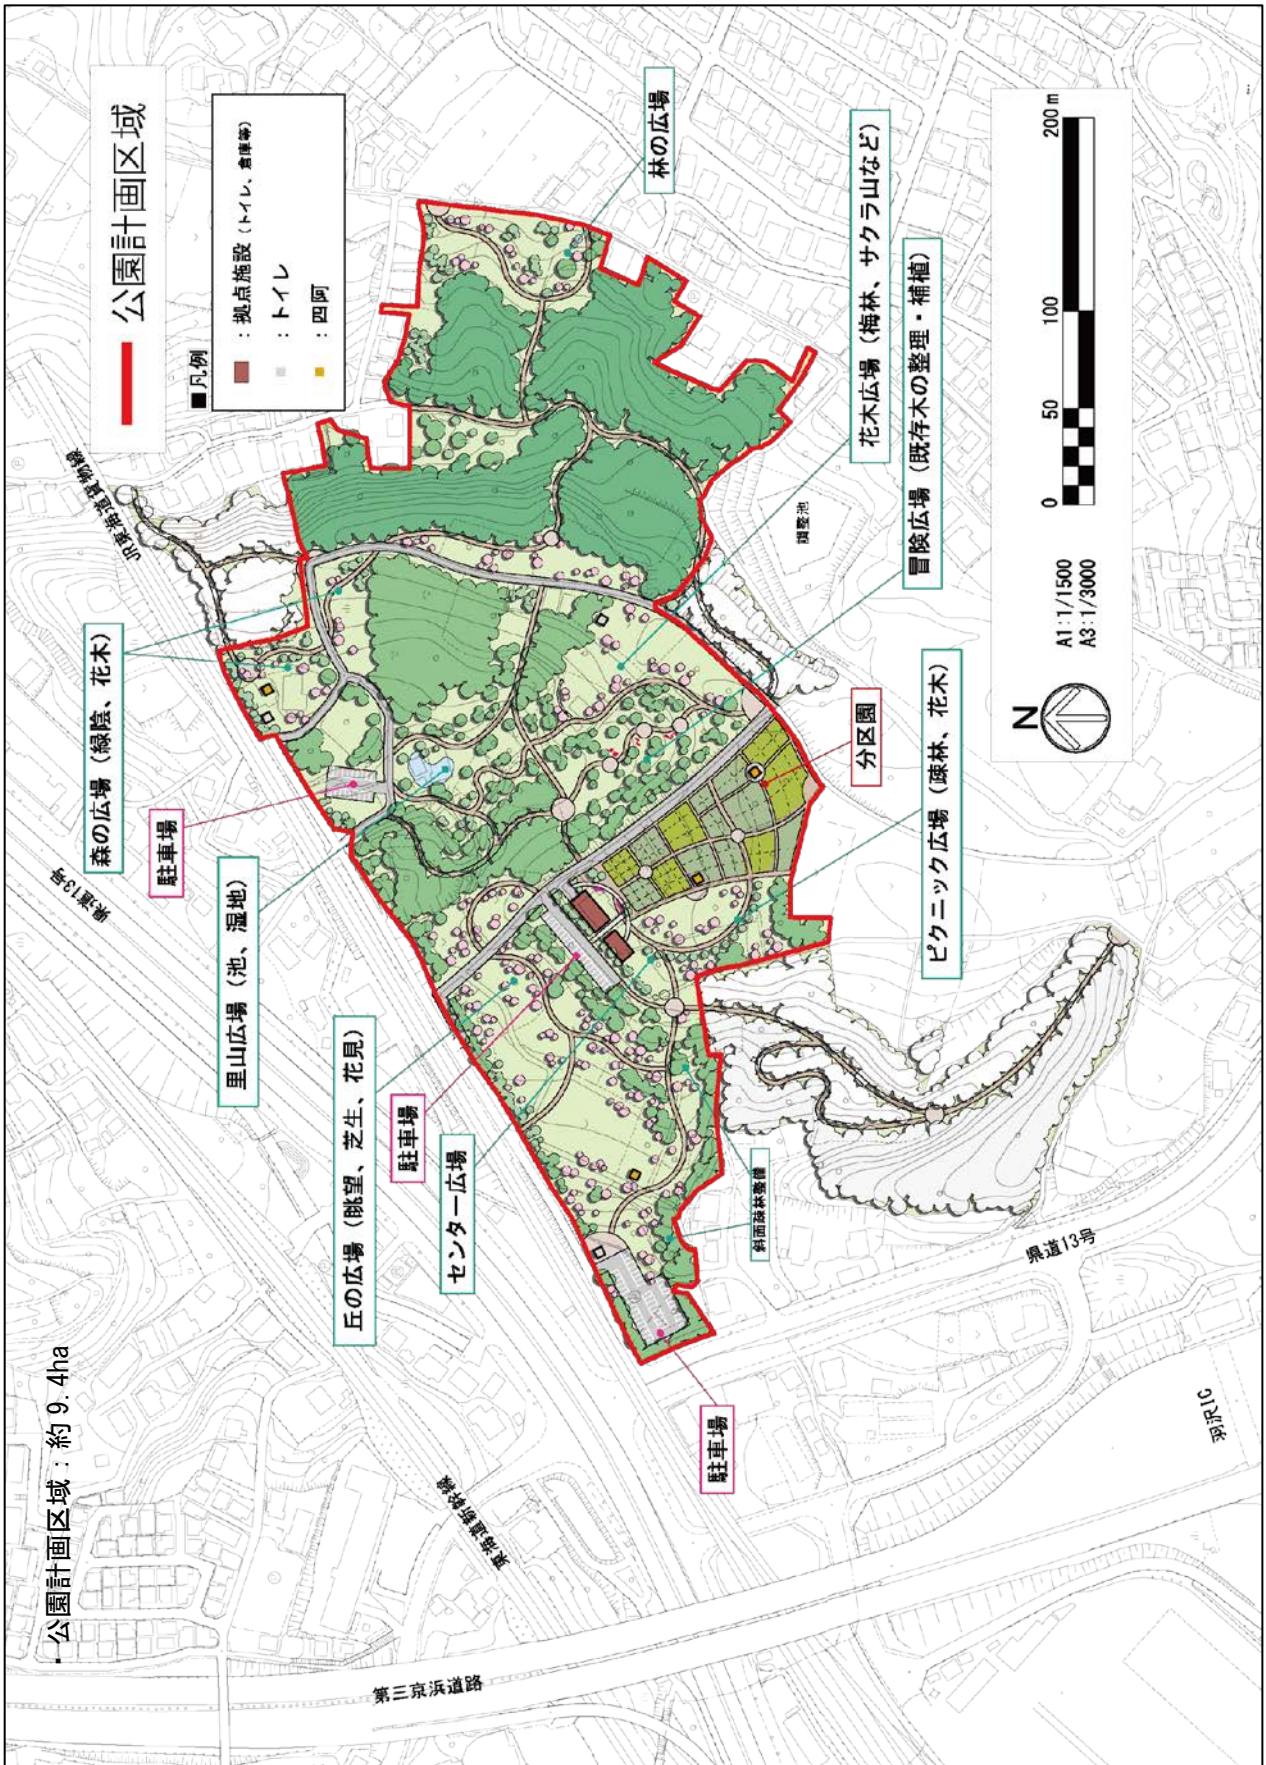 ・公園計画区域：約9.4ha
公園計画区域
■凡例
：拠点施設（トイレ、倉庫等）
：トイレ
：四阿
JR東海道貨物線
県道13号
森の広場（緑陰、花木）
駐車場
里山広場（池、湿地）
丘の広場（眺望、芝生、花見）
駐車場
センター広場
東海道新幹線
第三京浜道路
駐車場
林の広場
花木広場（梅林、サクラ山など）
冒険広場（既存木の整理・補植）
調整池
分区園
ピクニック広場（疎林、花木）
斜面疎林整備
県道13号
羽沢IC
N
A1:1/1500
A3:1/3000
0
50
100
200m